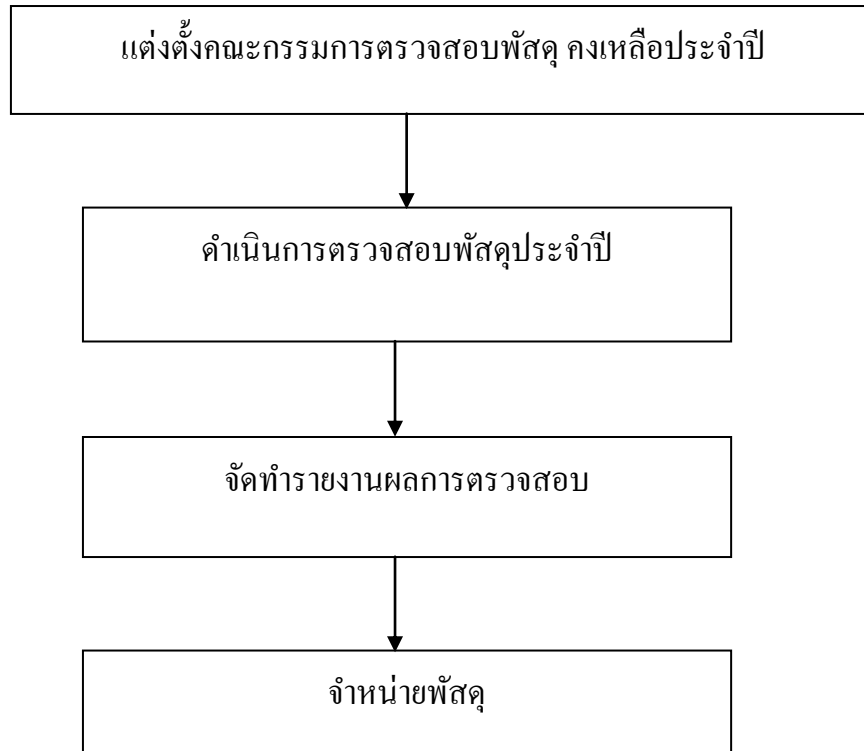 แต่งตั้งคณะกรรมการตรวจสอบพัสดุ คงเหลือประจำปี
ดำเนินการตรวจสอบพัสดุประจำปี
จัดทำรายงานผลการตรวจสอบ
จำหน่ายพัสดุ